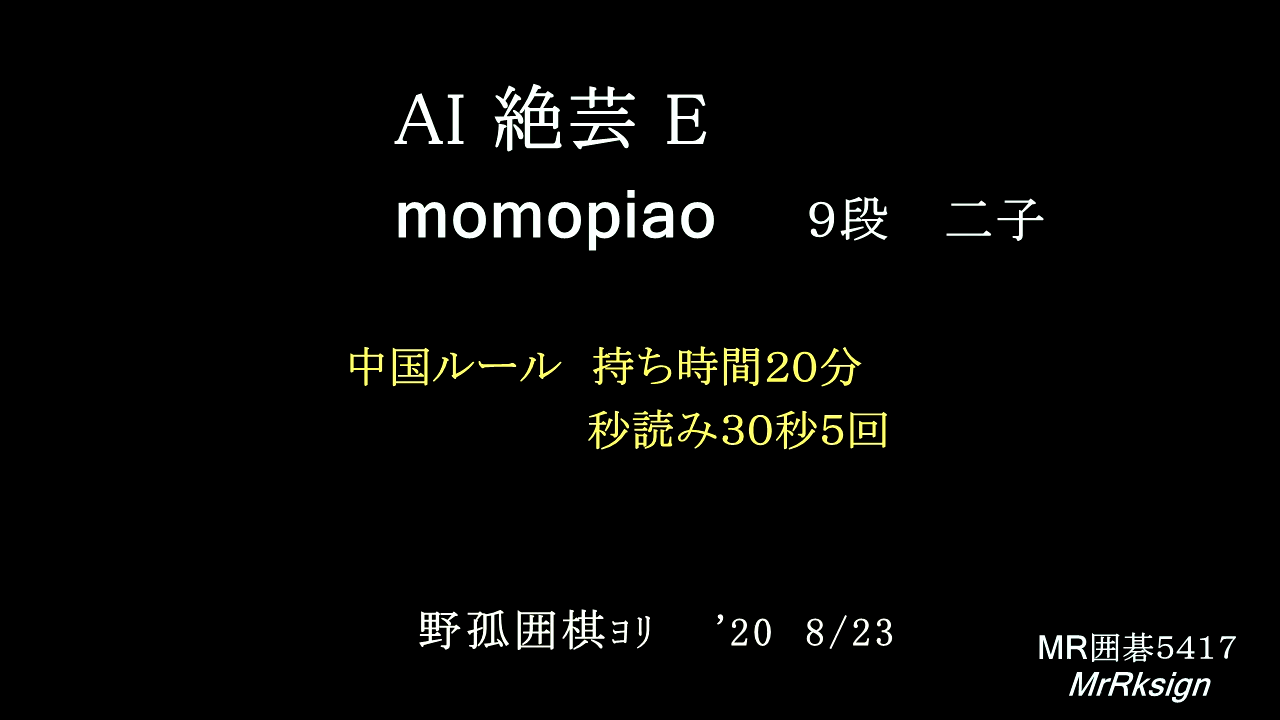 AI 絶芸 E
momopiao 9段 二子
中国ルール 持ち時間20分
秒読み30秒5回
野孤囲棋ﾖﾘ ’20 8/23
MR囲碁5417
MrRksign